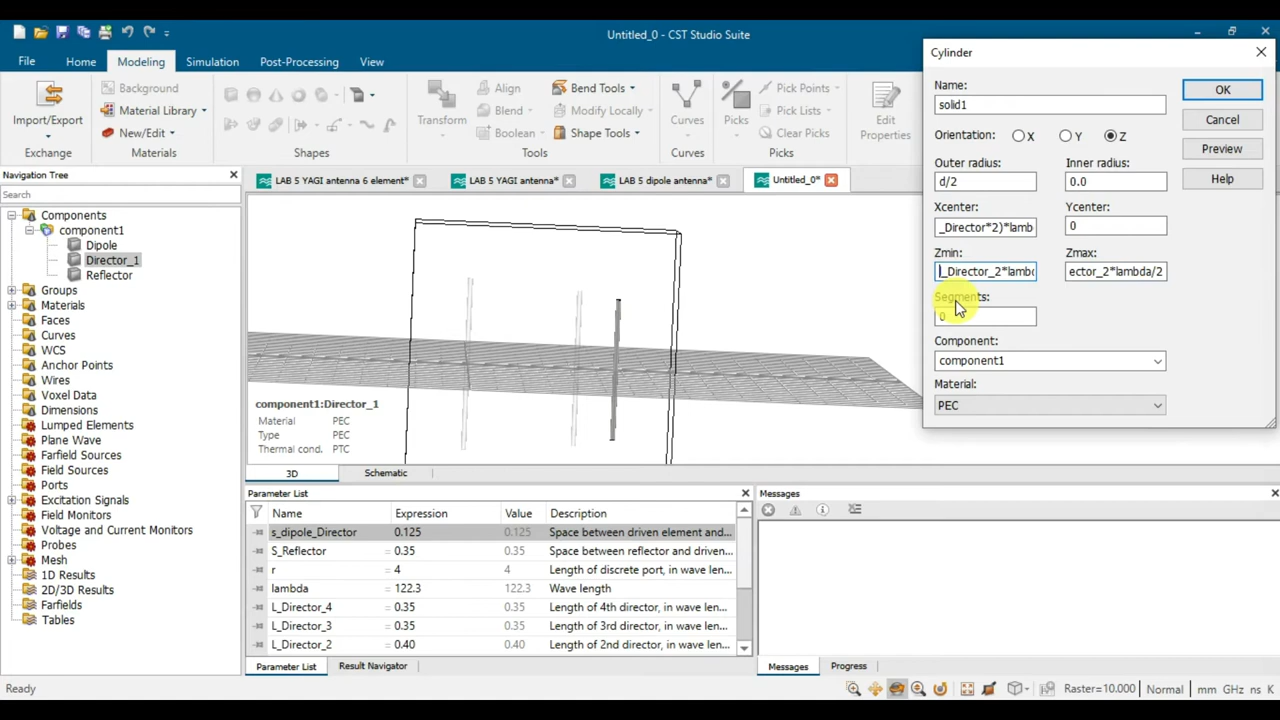 Untitled_0 - CST Studio Suite
File Home Modeling Simulation Post-Processing View
Import/Export
Exchange
Background
Material Library
New/Edit
Materials
Shapes
Transform
Align
Blend
Boolean
Bend Tools
Modify Locally
Shape Tools
Tools
Curves
Curves
Picks
Pick Points
Pick Lists
Clear Picks
Picks
Edit
Properties
Navigation Tree
Search
Components
component1
Dipole
Director_1
Reflector
Groups
Materials
Faces
Curves
WCS
Anchor Points
Wires
Voxel Data
Dimensions
Lumped Elements
Plane Wave
Farfield Sources
Field Sources
Ports
Excitation Signals
Field Monitors
Voltage and Current Monitors
Probes
Mesh
1D Results
2D/3D Results
Farfields
Tables
LAB 5 YAGI antenna 6 element* LAB 5 YAGI antenna* LAB 5 dipole antenna* Untitled_0*
component1:Director_1
Material PEC
Type PEC
Thermal cond. PTC
3D Schematic
Parameter List
Name Expression Value Description
s_dipole_Director 0.125 0.125 Space between driven element and...
S_Reflector = 0.35 0.35 Space between reflector and driven...
r = 4 4 Length of discrete port, in wave len...
lambda = 122.3 122.3 Wave length
L_Director_4 = 0.35 0.35 Length of 4th director, in wave len...
L_Director_3 = 0.35 0.35 Length of 3rd director, in wave len...
L_Director_2 = 0.40 0.40 Length of 2nd director, in wave len...
Parameter List Result Navigator
Messages
Messages Progress
Cylinder
Name:
solid1
Orientation: X Y Z
Outer radius: Inner radius:
d/2 0.0
Xcenter: Ycenter:
_Director*2)*lamb 0
Zmin: Zmax:
_Director_2*lambd ector_2*lambda/2
Segments:
0
Component:
component1
Material:
PEC
OK
Cancel
Preview
Help
Ready
Raster=10.000 Normal mm GHz ns K